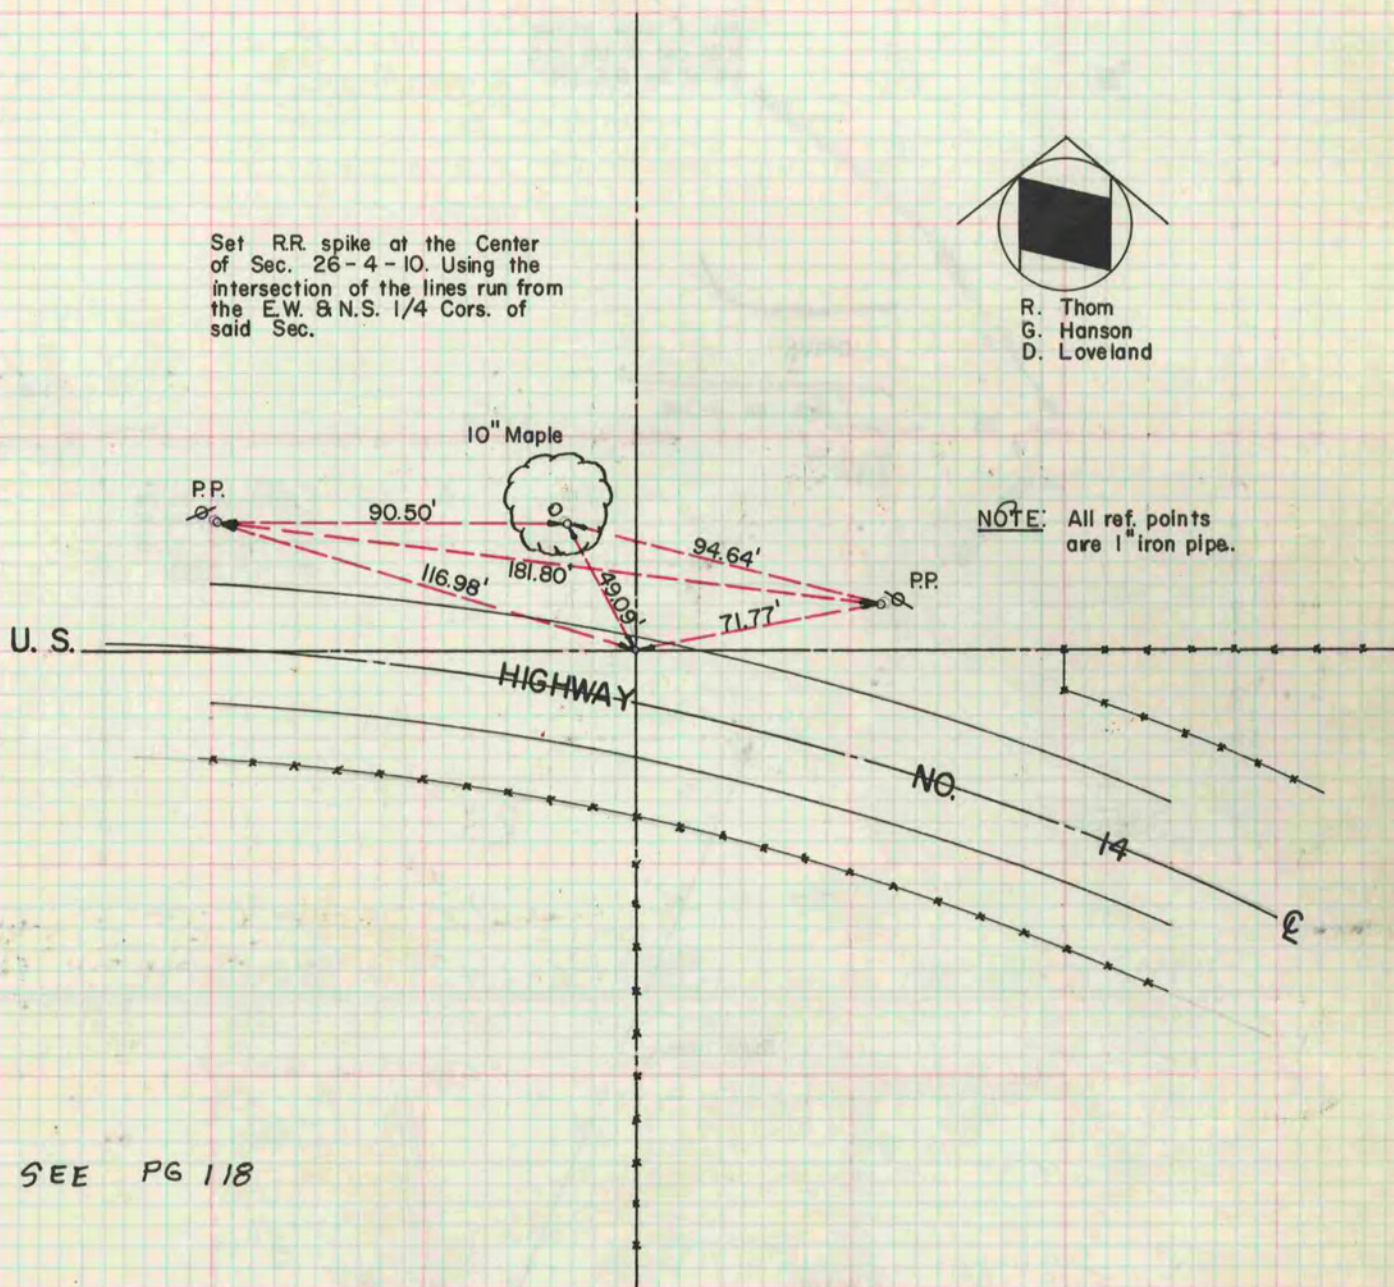 Set R.R. spike at the Center
of Sec. 26-4-10. Using the
intersection of the lines run from
the E.W. & N.S. 1/4 Cors. of
said Sec.
R. Thom
G. Hanson
D. Loveland
10" Maple
P.P.
90.50'
NOTE: All ref. points
are 1" iron pipe.
94.64'
116.98'
181.80'
49.09'
P.P.
71.77'
U.S.
HIGHWAY
NO.
14
℄
SEE PG 118